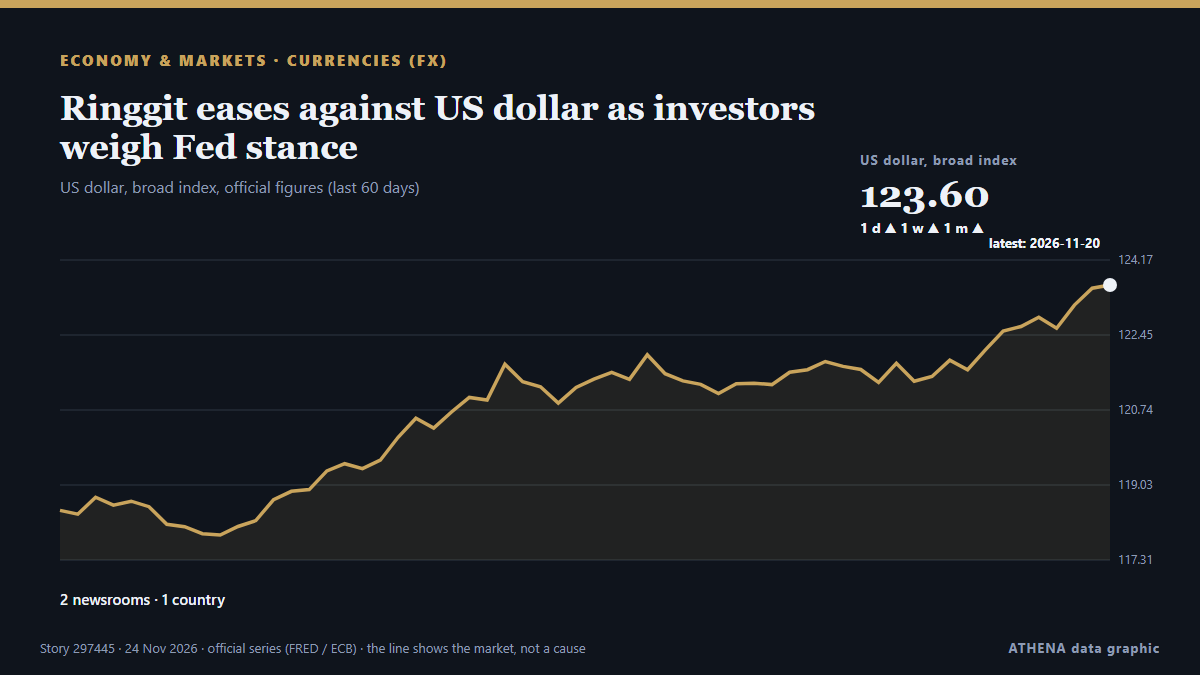 ECONOMY & MARKETS · CURRENCIES (FX)
Ringgit eases against US dollar as investors
weigh Fed stance
US dollar, broad index, official figures (last 60 days)
US dollar, broad index
123.60
1 d ▲ 1 w ▲ 1 m ▲
latest: 2026-11-20
124.17
122.45
120.74
119.03
117.31
2 newsrooms · 1 country
Story 297445 · 24 Nov 2026 · official series (FRED / ECB) · the line shows the market, not a cause
ATHENA data graphic